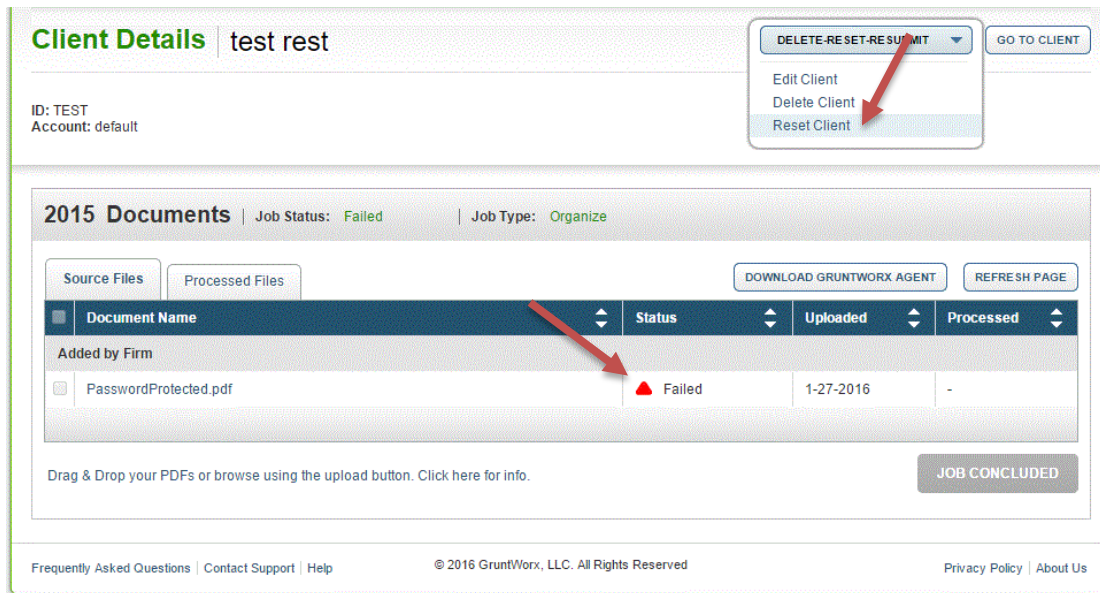 Client Details test rest
DELETE-RESET-RESUBMIT
GO TO CLIENT
Edit Client
Delete Client
Reset Client
ID: TEST
Account: default
2015 Documents | Job Status: Failed | Job Type: Organize
Source Files
Processed Files
DOWNLOAD GRUNTWORX AGENT
REFRESH PAGE
Document Name Status Uploaded Processed
Added by Firm
PasswordProtected.pdf Failed 1-27-2016 -
Drag & Drop your PDFs or browse using the upload button. Click here for info.
JOB CONCLUDED
Frequently Asked Questions | Contact Support | Help © 2016 GruntWorx, LLC. All Rights Reserved Privacy Policy | About Us